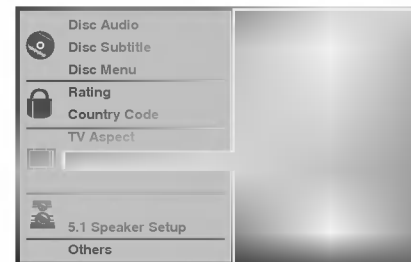 Disc Audio
Disc Subtitle
Disc Menu
Rating
Country Code
TV Aspect
5.1 Speaker Setup
Others